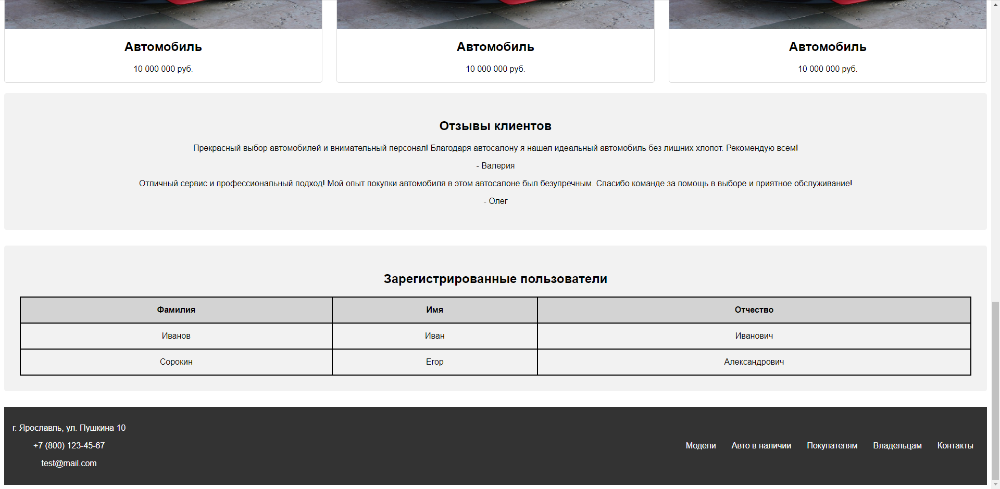 Автомобиль Автомобиль Автомобиль
10 000 000 руб. 10 000 000 руб. 10 000 000 руб.
Отзывы клиентов
Прекрасный выбор автомобилей и внимательный персонал! Благодаря автосалону я нашел идеальный автомобиль без лишних хлопот. Рекомендую всем!
- Валерия
Отличный сервис и профессиональный подход! Мой опыт покупки автомобиля в этом автосалоне был безупречным. Спасибо команде за помощь в выборе и приятное обслуживание!
- Олег
Зарегистрированные пользователи
Фамилия Имя Отчество
Иванов Иван Иванович
Сорокин Егор Александрович
г. Ярославль, ул. Пушкина 10
+7 (800) 123-45-67
test@mail.com
Модели Авто в наличии Покупателям Владельцам Контакты